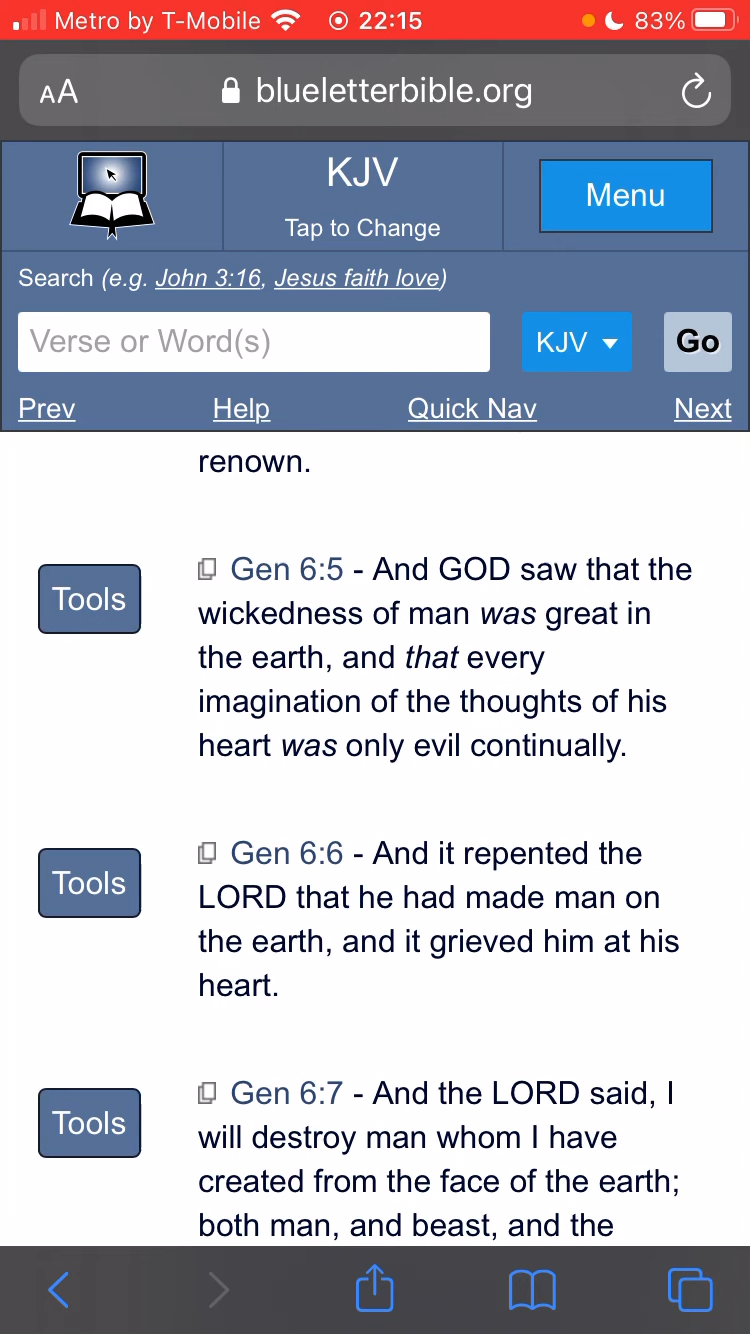 Metro by T-Mobile 22:15 83%
AA blueletterbible.org
KJV
Tap to Change
Menu
Search (e.g. John 3:16, Jesus faith love)
Verse or Word(s) KJV Go
Prev Help Quick Nav Next
renown.
Tools
Gen 6:5 - And GOD saw that the
wickedness of man was great in
the earth, and that every
imagination of the thoughts of his
heart was only evil continually.
Tools
Gen 6:6 - And it repented the
LORD that he had made man on
the earth, and it grieved him at his
heart.
Tools
Gen 6:7 - And the LORD said, I
will destroy man whom I have
created from the face of the earth;
both man, and beast, and the